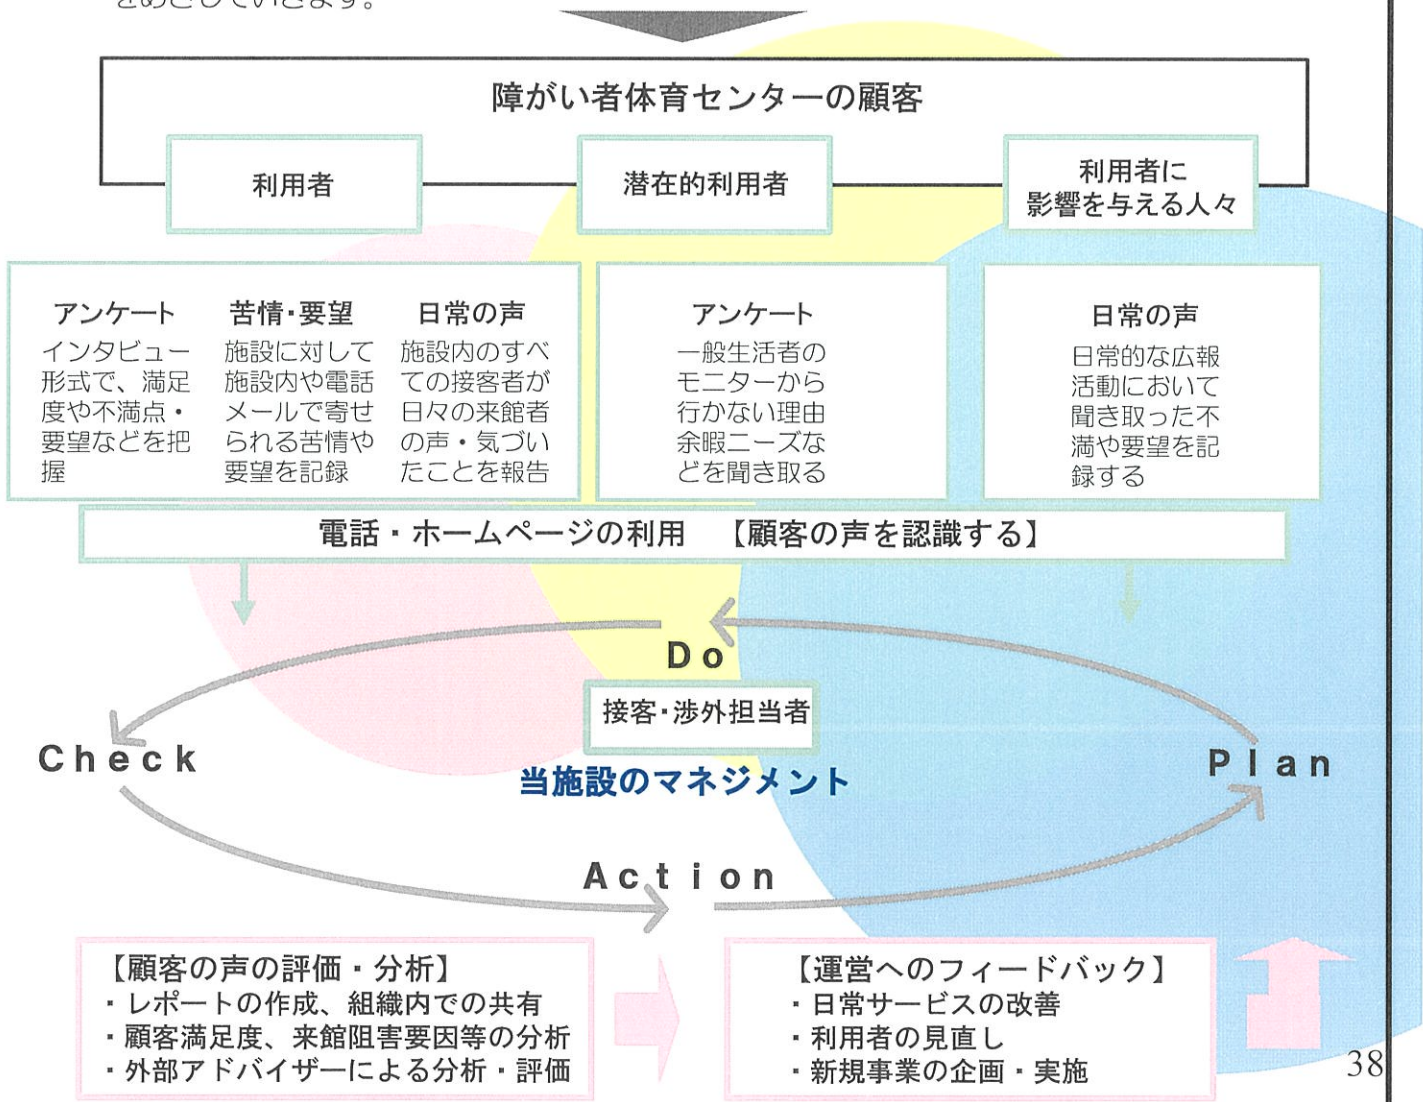 をめざしていきます。
障がい者体育センターの顧客
利用者
潜在的利用者
利用者に
影響を与える人々
アンケート
インタビュー
形式で、満足
度や不満点・
要望などを把
握
苦情・要望
施設に対して
施設内や電話
メールで寄せ
られる苦情や
要望を記録
日常の声
施設内のすべ
ての接客者が
日々の来館者
の声・気づい
たことを報告
アンケート
一般生活者の
モニターから
行かない理由
余暇ニーズな
どを聞き取る
日常の声
日常的な広報
活動において
聞き取った不
満や要望を記
録する
電話・ホームページの利用　【顧客の声を認識する】
Do
接客・渉外担当者
Check
Plan
当施設のマネジメント
Action
【顧客の声の評価・分析】
・レポートの作成、組織内での共有
・顧客満足度、来館阻害要因等の分析
・外部アドバイザーによる分析・評価
【運営へのフィードバック】
・日常サービスの改善
・利用者の見直し
・新規事業の企画・実施
38